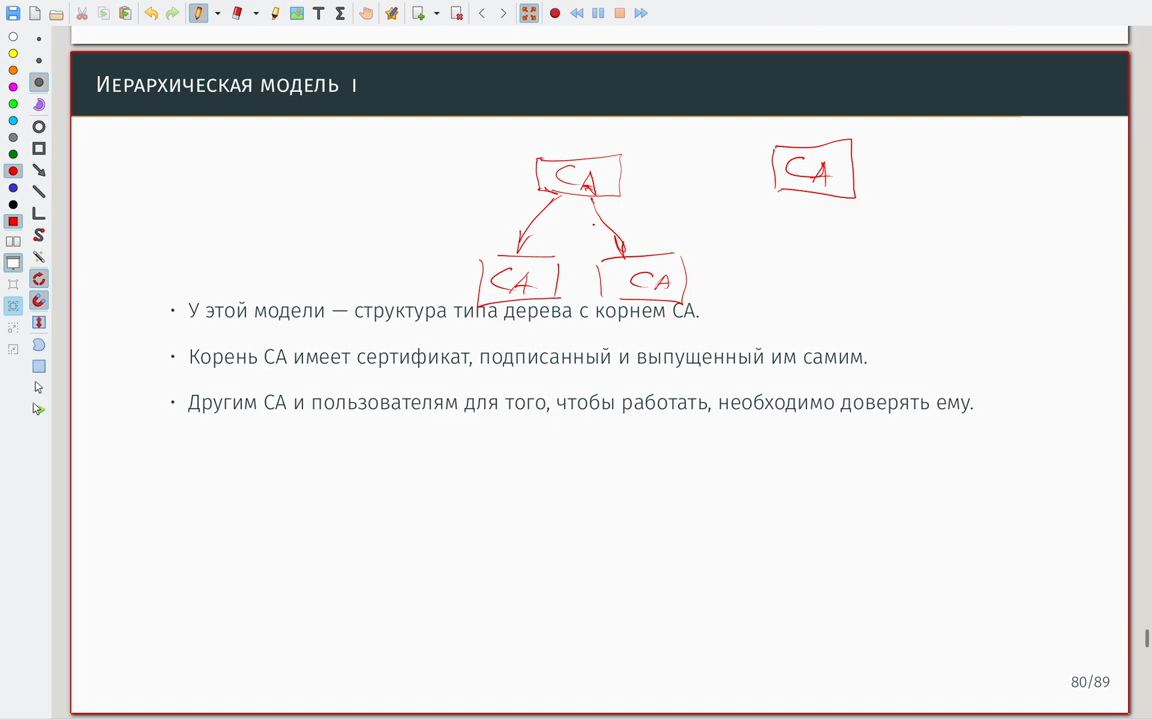 Иерархическая модель I
CA
CA
CA CA
• У этой модели — структура типа дерева с корнем CA.
• Корень CA имеет сертификат, подписанный и выпущенный им самим.
• Другим CA и пользователям для того, чтобы работать, необходимо доверять ему.
80/89